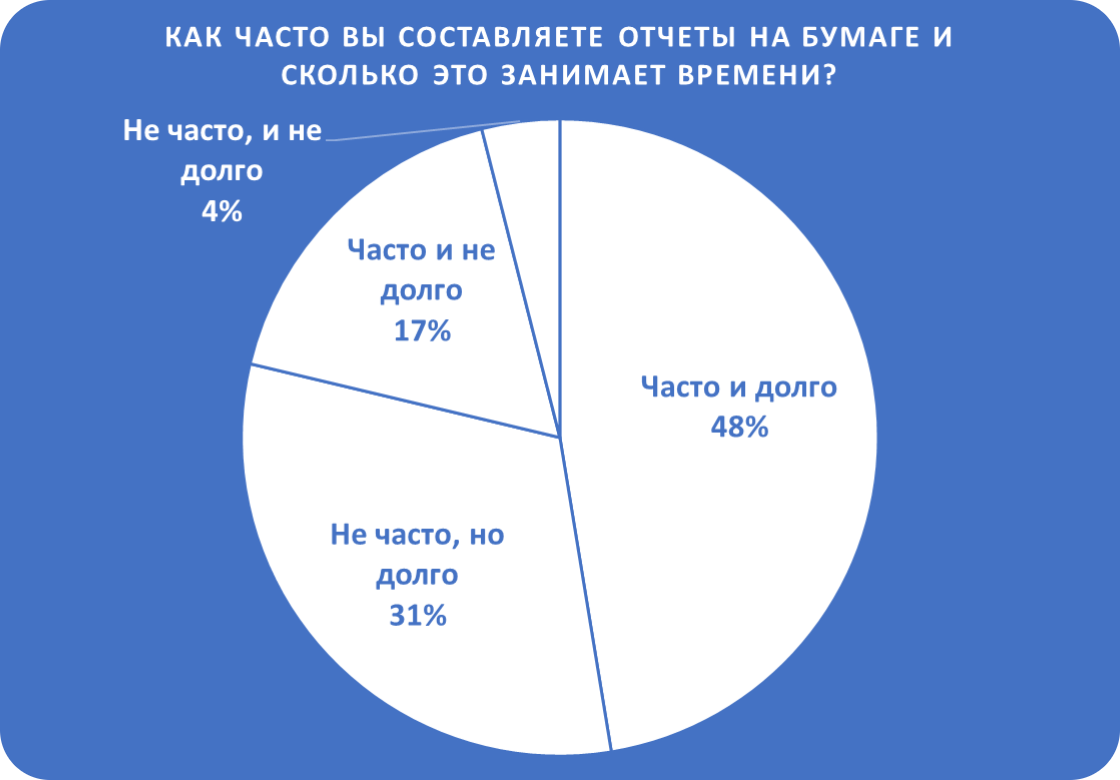 КАК ЧАСТО ВЫ СОСТАВЛЯЕТЕ ОТЧЕТЫ НА БУМАГЕ И
СКОЛЬКО ЭТО ЗАНИМАЕТ ВРЕМЕНИ?
Не часто, и не
долго
4%
Часто и не
долго
17%
Часто и долго
48%
Не часто, но
долго
31%